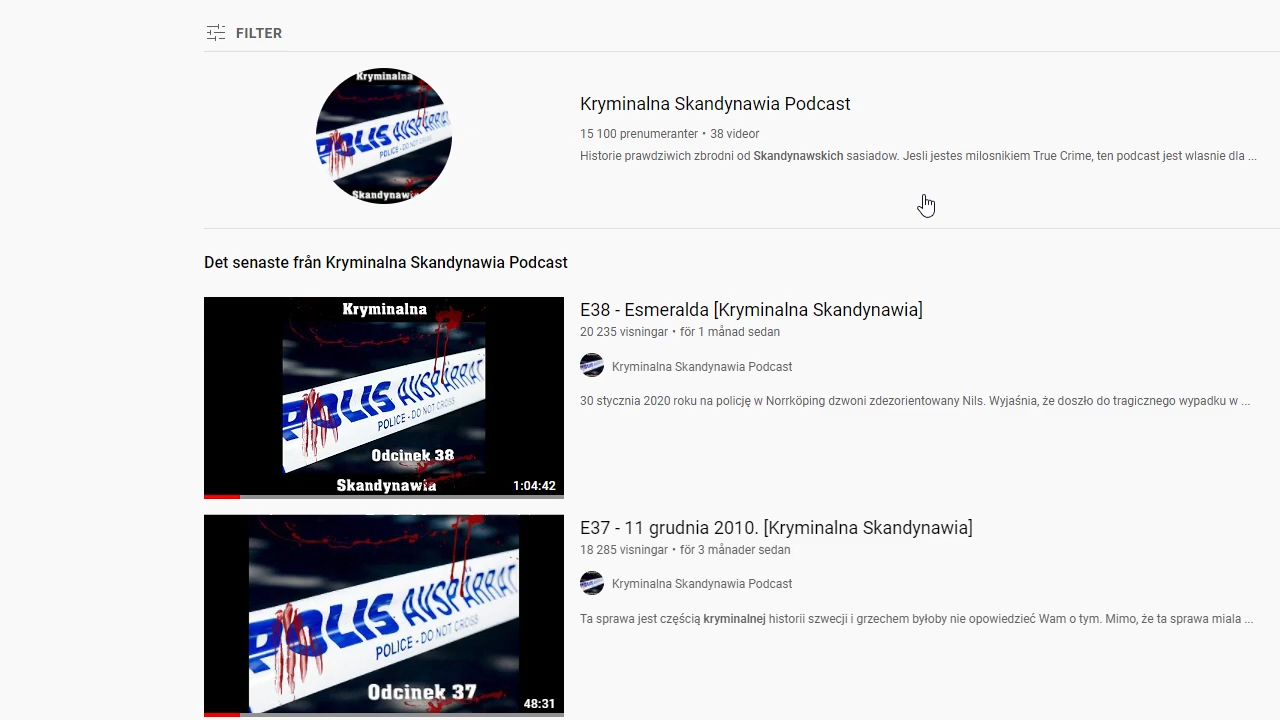 FILTER
Kryminalna
POLIS AVSPÄRRAT
POLICE - DO NOT CROSS
Skandynawia
Kryminalna Skandynawia Podcast
15 100 prenumeranter • 38 videor
Historie prawdziwich zbrodni od Skandynawskich sasiadow. Jesli jestes milosnikiem True Crime, ten podcast jest wlasnie dla ...
Det senaste från Kryminalna Skandynawia Podcast
Kryminalna
POLIS AVSPÄRRAT
POLICE - DO NOT CROSS
Odcinek 38
Skandynawia
1:04:42
E38 - Esmeralda [Kryminalna Skandynawia]
20 235 visningar • för 1 månad sedan
Kryminalna Skandynawia Podcast
30 stycznia 2020 roku na policję w Norrköping dzwoni zdezorientowany Nils. Wyjaśnia, że doszło do tragicznego wypadku w ...
POLIS AVSPÄRRAT
POLICE - DO NOT CROSS
Odcinek 37
48:31
E37 - 11 grudnia 2010. [Kryminalna Skandynawia]
18 285 visningar • för 3 månader sedan
Kryminalna Skandynawia Podcast
Ta sprawa jest częścią kryminalnej historii szwecji i grzechem byłoby nie opowiedzieć Wam o tym. Mimo, że ta sprawa miala ...